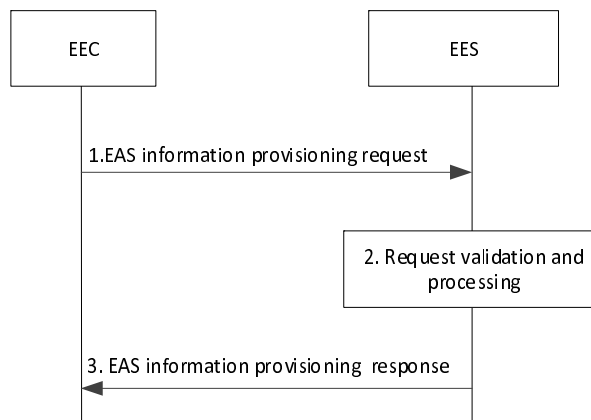 EEC
EES
1.EAS information provisioning request
2. Request validation and
processing
3. EAS information provisioning response